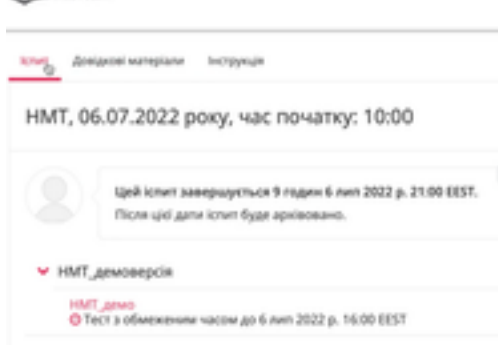 Іспит Довідкові матеріали Інструкція
НМТ, 06.07.2022 року, час початку: 10:00
Цей іспит завершується 9 годин 6 лип 2022 р. 21:00 EEST.
Після цієї дати іспит буде архівовано.
НМТ_демоверсія
НМТ_демо
Тест з обмеженим часом до 6 лип 2022 р. 16:00 EEST